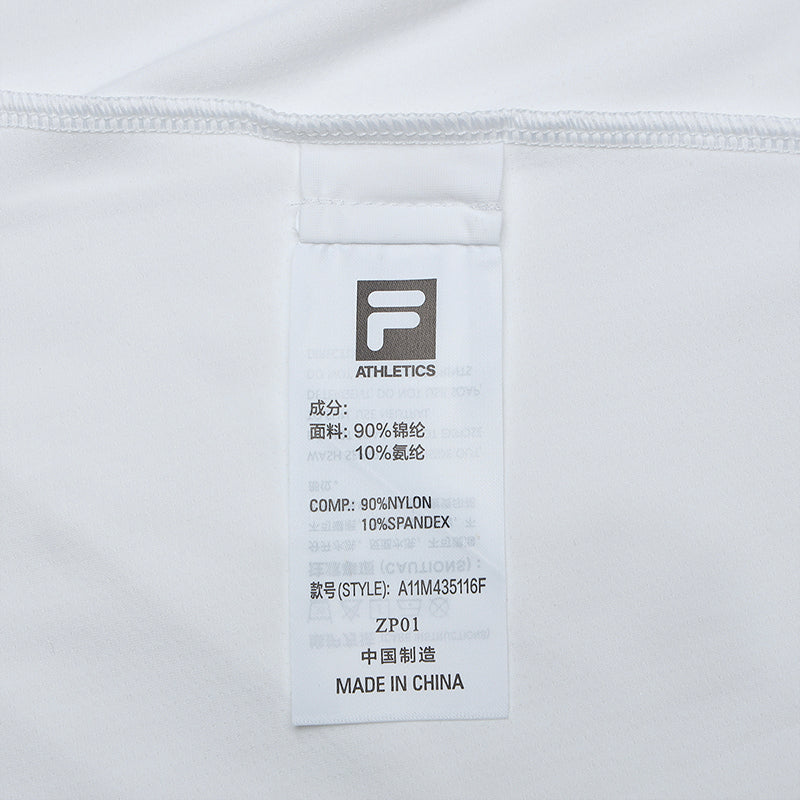 F
ATHLETICS
成分:
面料: 90%锦纶
10%氨纶
COMP.: 90%NYLON
10%SPANDEX
款号(STYLE): A11M435116F
ZP01
中国制造
MADE IN CHINA